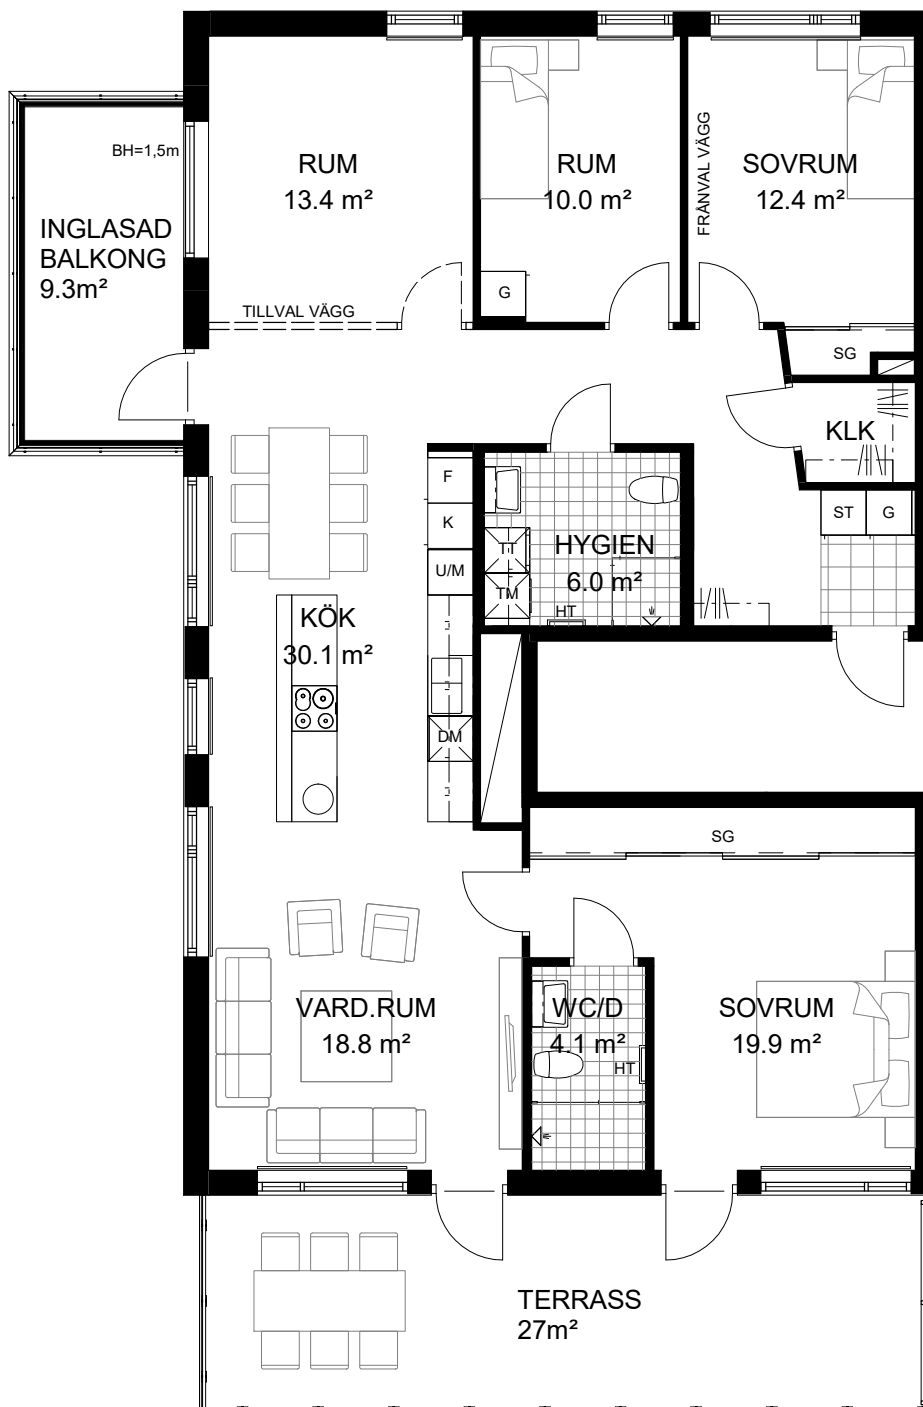 BH=1,5m
INGLASAD
BALKONG
9.3m²
RUM
13.4 m²
TILLVAL VÄGG
RUM
10.0 m²
G
FRÅNVAL VÄGG
SOVRUM
12.4 m²
SG
KLK
ST
G
F
K
U/M
TT
TM
HYGIEN
6.0 m²
HT
KÖK
30.1 m²
DM
SG
VARD.RUM
18.8 m²
WC/D
4.1 m²
HT
SOVRUM
19.9 m²
TERRASS
27m²